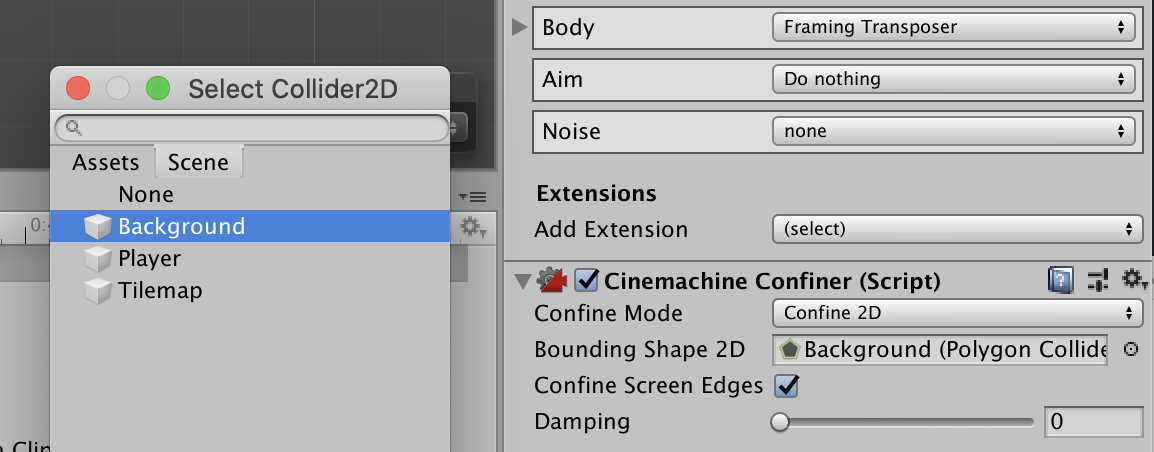 Select Collider2D
Assets Scene
None
Background
Player
Tilemap
Body Framing Transposer
Aim Do nothing
Noise none
Extensions
Add Extension (select)
Cinemachine Confiner (Script)
Confine Mode Confine 2D
Bounding Shape 2D Background (Polygon Collide
Confine Screen Edges
Damping 0